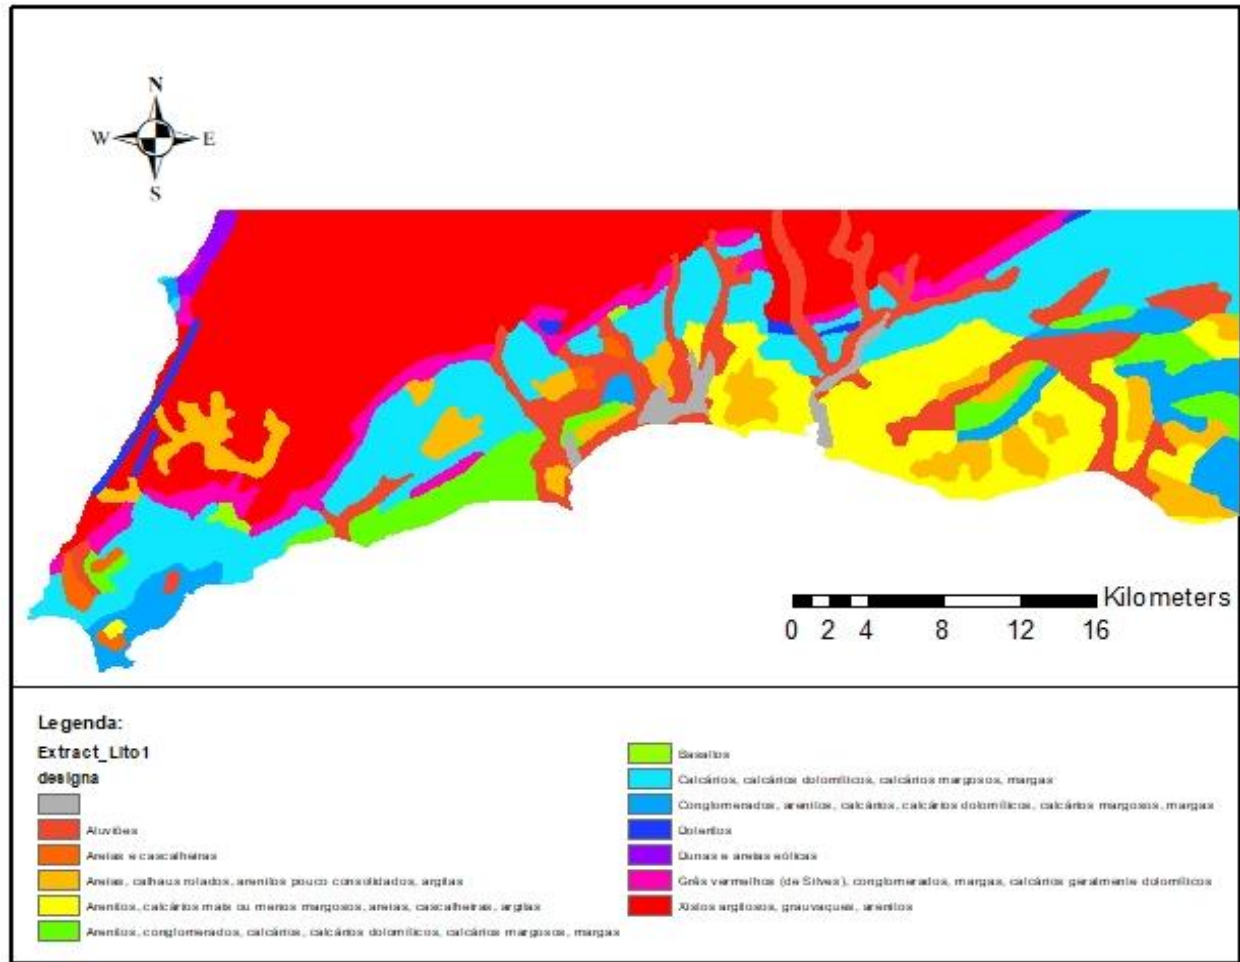 N
W E
S
Kilometers
0 2 4 8 12 16
Legenda:
Extract_Lito1
designa
Aluviões
Areias e cascalheiras
Areias, calhaus rolados, arenitos pouco consolidados, argilas
Arenitos, calcários mais ou menos margosos, areias, cascalheiras, argilas
Arenitos, conglomerados, calcários, calcários dolomíticos, calcários margosos, margas
Basaltos
Calcários, calcários dolomíticos, calcários margosos, margas
Conglomerados, arenitos, calcários, calcários dolomíticos, calcários margosos, margas
Doleritos
Dunas e areias eólicas
Grés vermelhos (de Silves), conglomerados, margas, calcários geralmente dolomíticos
Xistos argilosos, grauvaques, arenitos